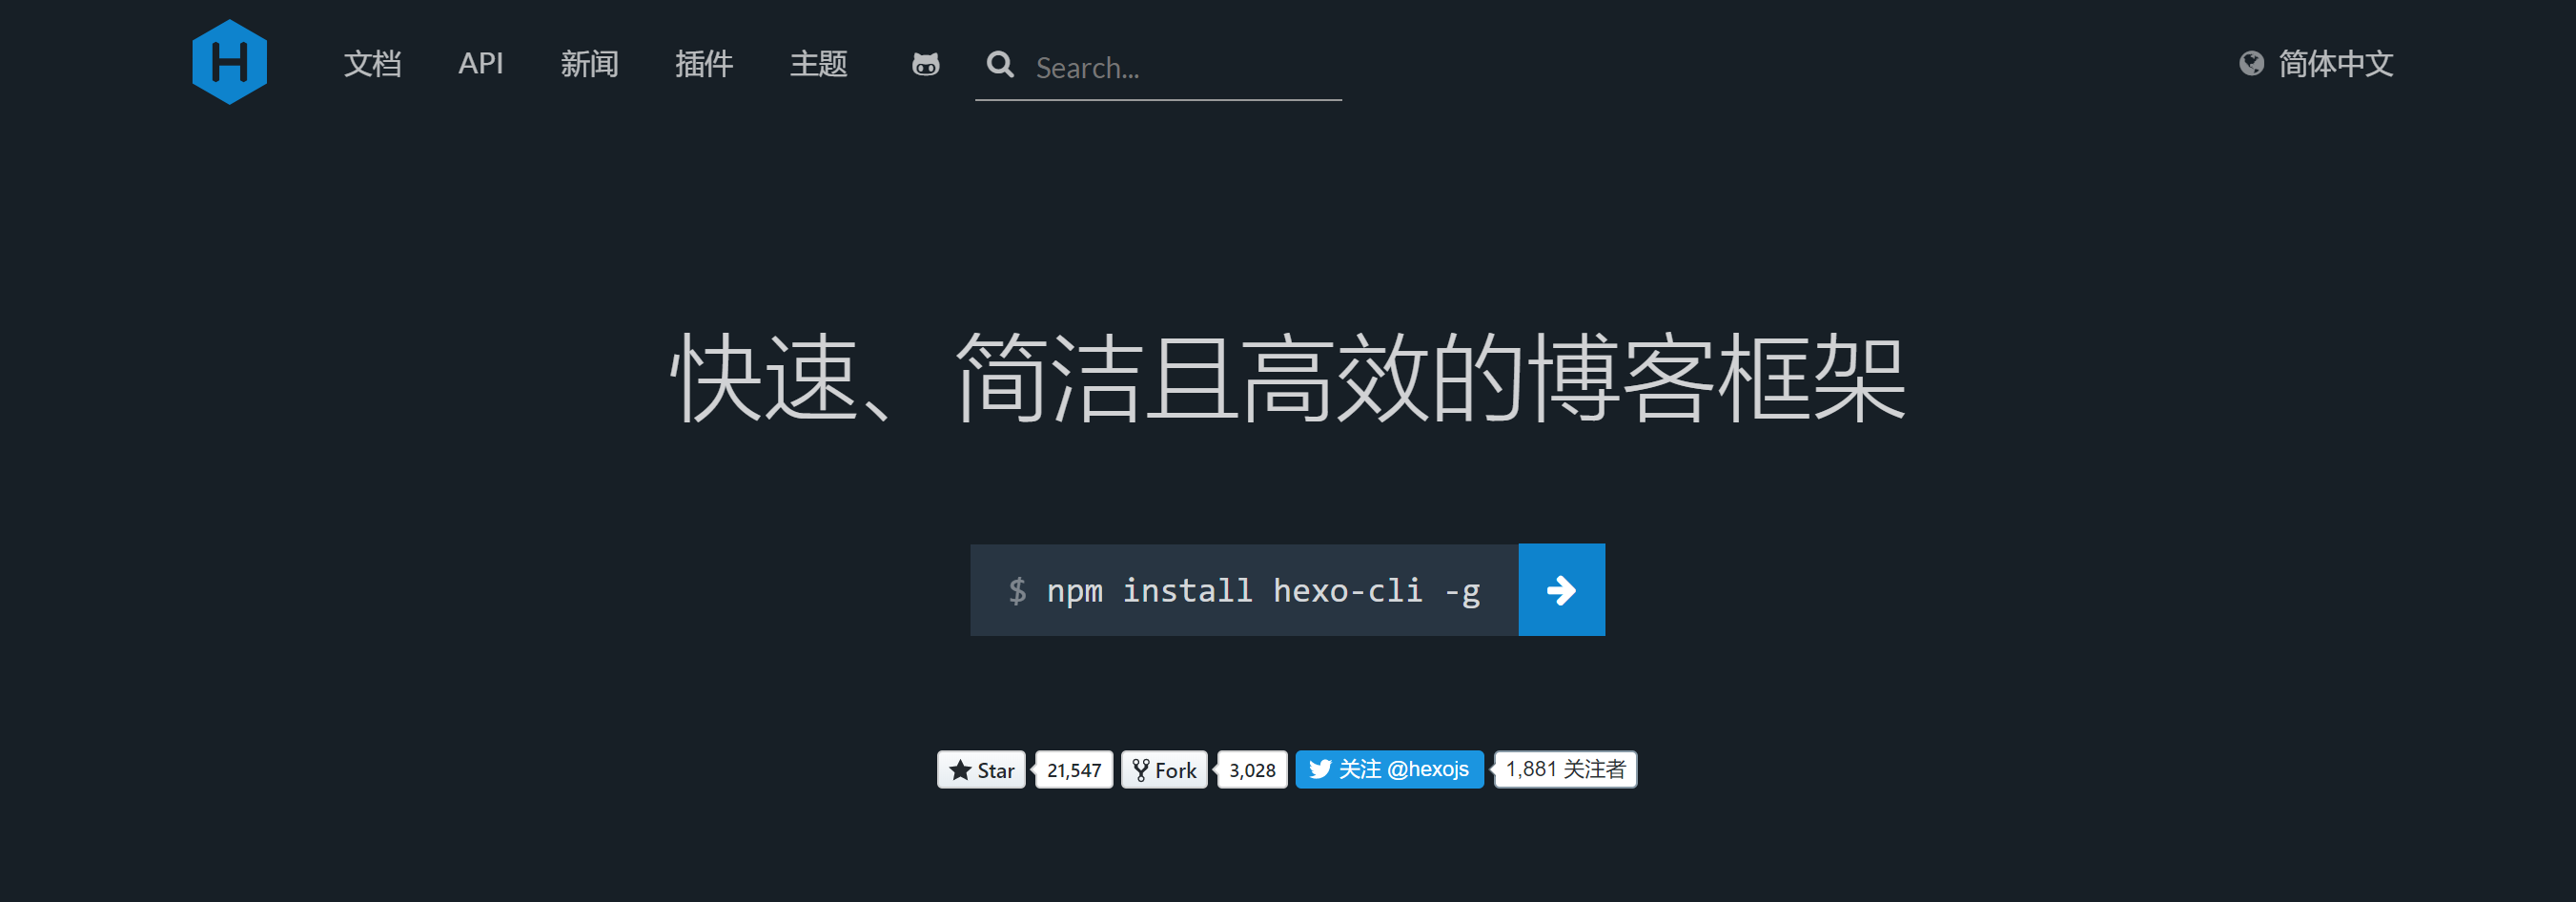 H 文档 API 新闻 插件 主题 Search... 简体中文
快速、简洁且高效的博客框架
$ npm install hexo-cli -g
Star 21,547 Fork 3,028 关注 @hexojs 1,881 关注者